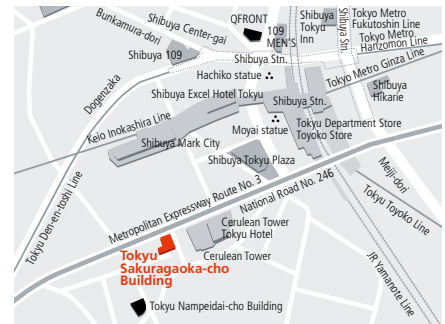 Bunkamura-dori
Shibuya Center-gai
QFRONT
109
MEN'S
Shibuya
Tokyu
Inn
Shibuya Stn.
Tokyo Metro
Fukutoshin Line
Tokyo Metro
Hanzomon Line
Shibuya 109
Shibuya Stn.
Hachiko statue
Tokyo Metro Ginza Line
Dogenzaka
Shibuya Excel Hotel Tokyu
Shibuya Stn.
Shibuya
Hikarie
Keio Inokashira Line
Moyai statue
Tokyu Department Store
Toyoko Store
Shibuya Mark City
Shibuya Tokyu Plaza
Meiji-dori
Metropolitan Expressway Route No. 3
National Road No. 246
Tokyu Den-en-toshi Line
Tokyu Toyoko Line
Cerulean Tower
Tokyu Hotel
Tokyu
Sakuragaoka-cho
Building
Cerulean Tower
JR Yamanote Line
Tokyu Nampeidai-cho Building